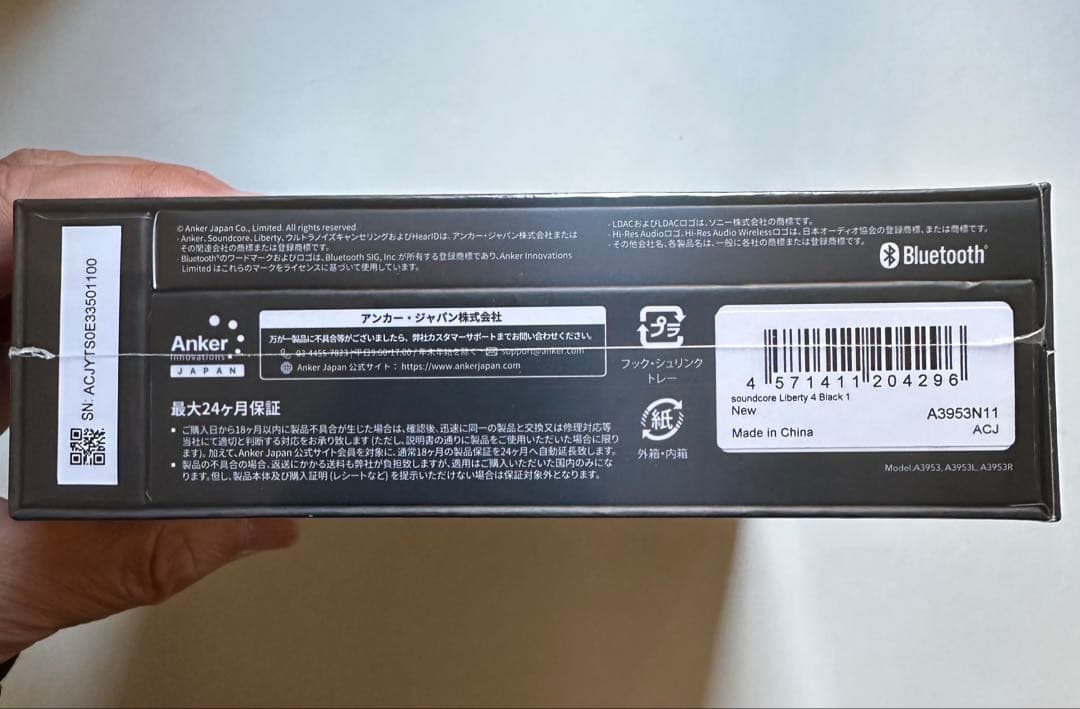 SN: ACJYTS0E33501100
© Anker Japan Co., Limited. All rights reserved
・Anker、Soundcore、Liberty、ウルトラノイズキャンセリングおよびHearIDは、アンカー・ジャパン株式会社または
その関連会社の商標または登録商標です。
・Bluetooth®のワードマークおよびロゴは、Bluetooth SIG, Inc.が所有する登録商標であり、Anker Innovations
Limited はこれらのマークをライセンスに基づいて使用しています。
・LDACおよびLDACロゴは、ソニー株式会社の商標です。
・Hi-Res Audioロゴ、Hi-Res Audio Wirelessロゴは、日本オーディオ協会の登録商標、または商標です。
・その他会社名、各製品名は、一般に各社の商標または登録商標です。
Bluetooth®
Anker
Innovations
JAPAN
アンカー・ジャパン株式会社
万が一製品に不具合等がございましたら、弊社カスタマーサポートまでお問い合わせください。
03-4455-7823 (平日9:00-17:00 / 年末年始を除く) support@anker.com
Anker Japan 公式サイト：https://www.ankerjapan.com
最大24ヶ月保証
▪ ご購入日から18ヶ月以内に製品不具合が生じた場合は、確認後、迅速に同一の製品と交換又は修理対応等
当社にて適切と判断する対応をお承り致します (ただし、説明書の通りに製品をご使用いただいた場合に限り
ます)。加えて、Anker Japan 公式サイト会員を対象に、通常18ヶ月の製品保証を24ヶ月へ自動延長致します。
▪ 製品の不具合の場合、返送にかかる送料も弊社が負担致しますが、適用はご購入いただいた国内のみにな
ります。但し、製品本体及び購入証明 (レシートなど) を提示いただけない場合は保証対象外となります。
プラ
フック・シュリンク
トレー
紙
外箱・内箱
4 571411 204296
soundcore Liberty 4 Black 1
New
A3953N11
Made in China
ACJ
Model:A3953, A3953L, A3953R